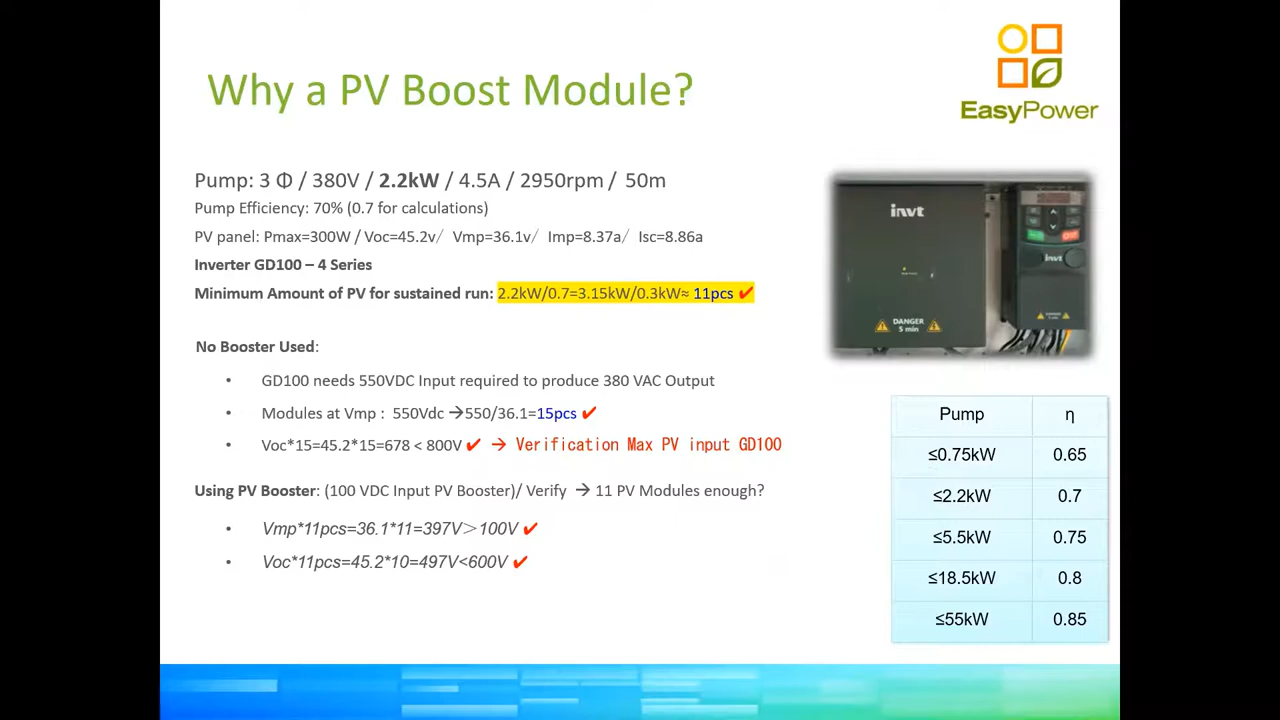 Why a PV Boost Module?
EasyPower
Pump: 3 Φ / 380V / 2.2kW / 4.5A / 2950rpm / 50m
Pump Efficiency: 70% (0.7 for calculations)
PV panel: Pmax=300W / Voc=45.2v/ Vmp=36.1v/ Imp=8.37a/ Isc=8.86a
Inverter GD100 – 4 Series
Minimum Amount of PV for sustained run: 2.2kW/0.7=3.15kW/0.3kW≈ 11pcs ✔
No Booster Used:
• GD100 needs 550VDC Input required to produce 380 VAC Output
• Modules at Vmp : 550Vdc →550/36.1=15pcs ✔
• Voc*15=45.2*15=678 < 800V ✔ → Verification Max PV input GD100
Using PV Booster: (100 VDC Input PV Booster)/ Verify → 11 PV Modules enough?
• Vmp*11pcs=36.1*11=397V＞100V ✔
• Voc*11pcs=45.2*10=497V<600V ✔
invt
DANGER
5 min
invt
Pump η
≤0.75kW 0.65
≤2.2kW 0.7
≤5.5kW 0.75
≤18.5kW 0.8
≤55kW 0.85